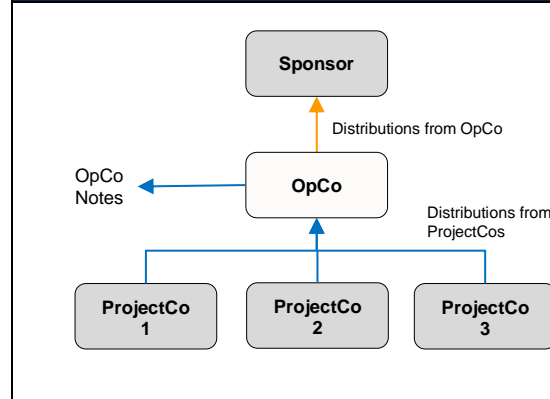 Sponsor
Distributions from OpCo
OpCo
Notes
OpCo
Distributions from
ProjectCos
ProjectCo
1
ProjectCo
2
ProjectCo
3